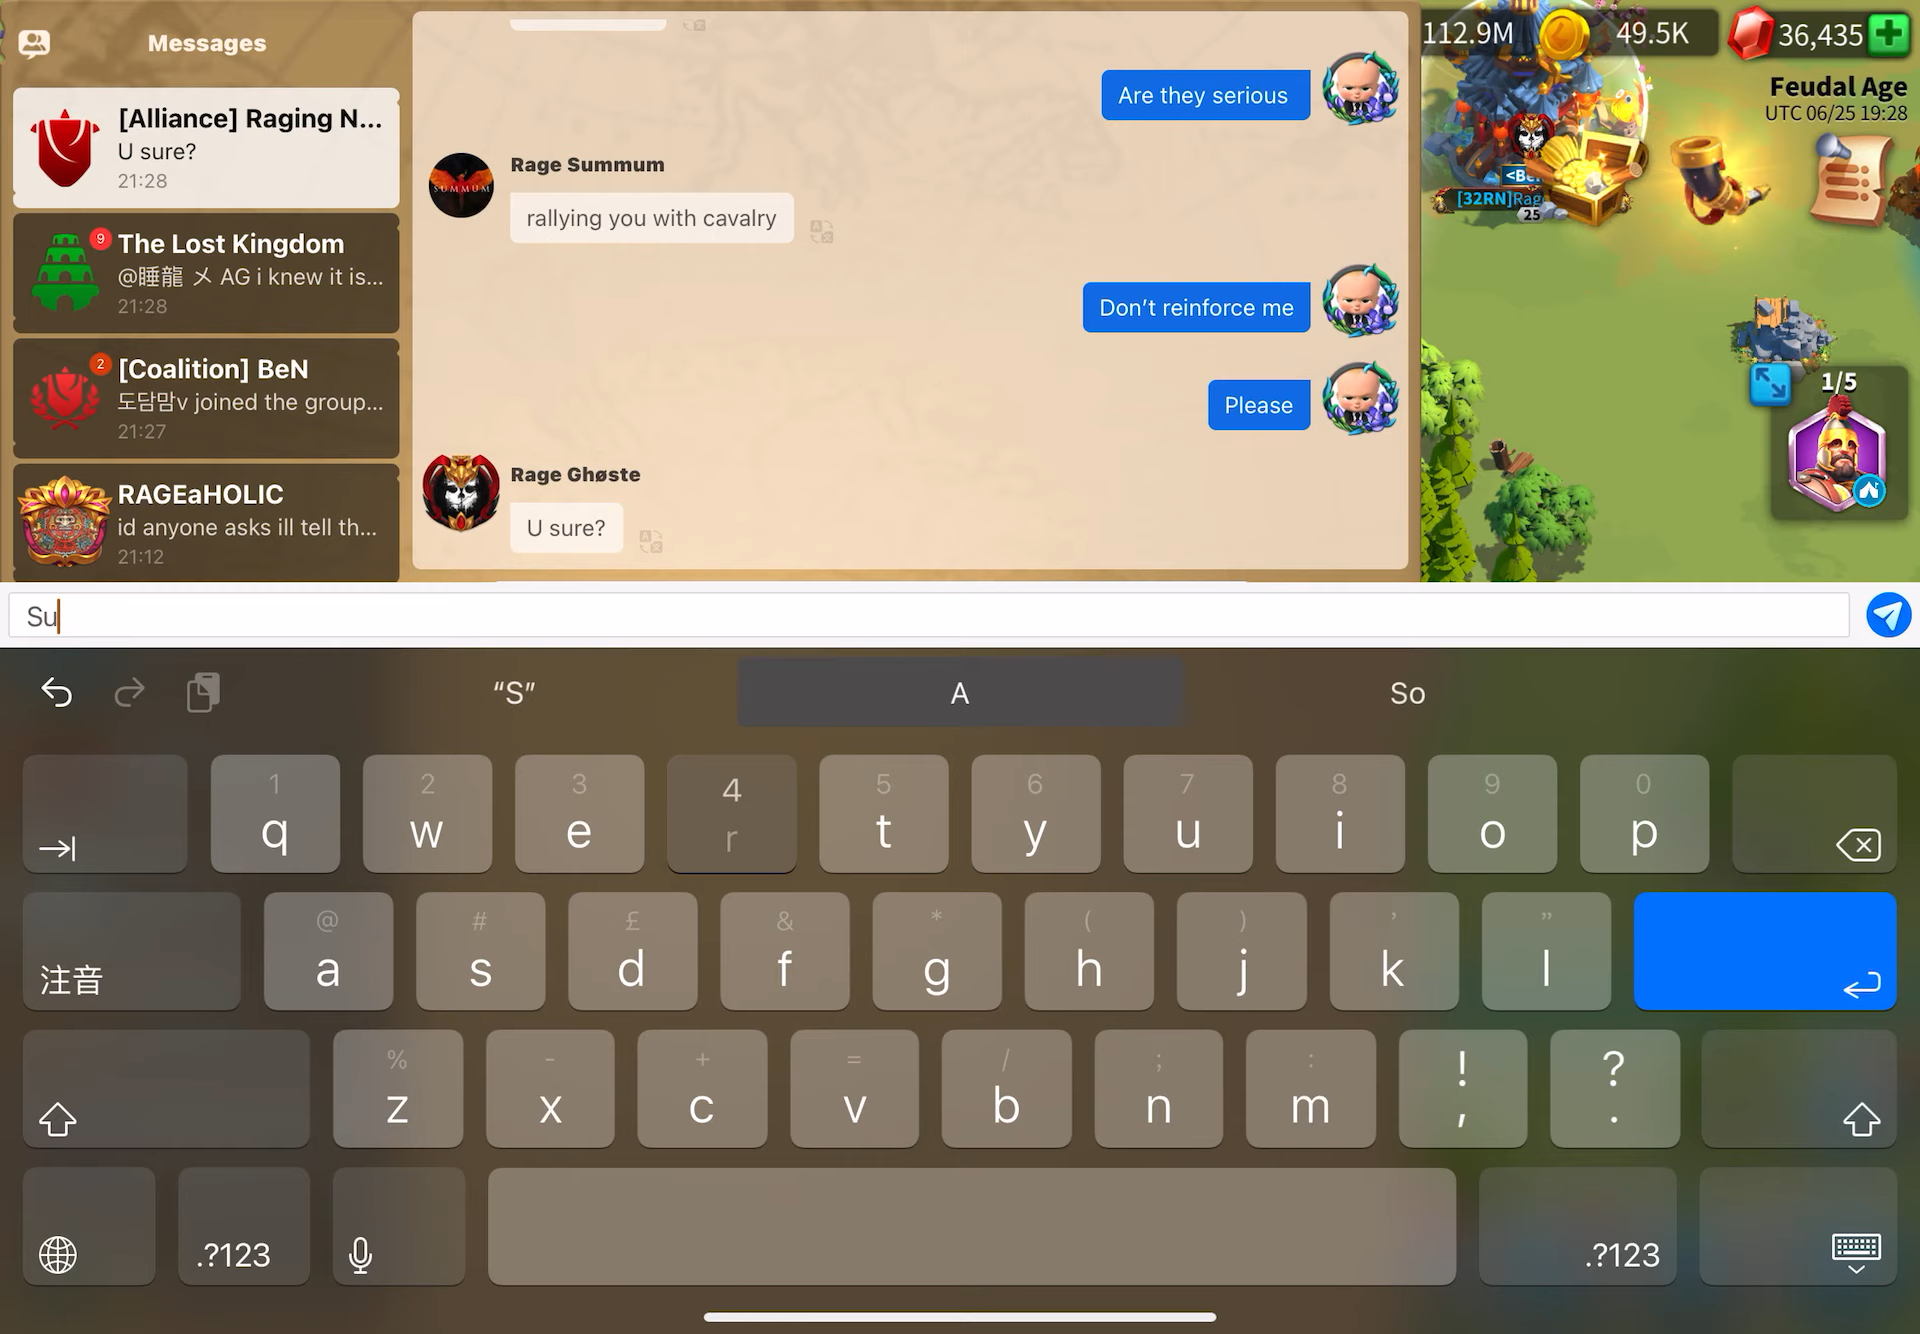 Messages
[Alliance] Raging N...
U sure?
21:28
9
The Lost Kingdom
@睡龍 メ AG i knew it is...
21:28
2
[Coalition] BeN
도담맘v joined the group...
21:27
RAGEaHOLIC
id anyone asks ill tell th...
21:12
Are they serious
Rage Summum
SUMMUM
rallying you with cavalry
Don't reinforce me
Please
Rage Ghøste
U sure?
112.9M
49.5K
36,435
Feudal Age
UTC 06/25 19:28
[32RN]Rag
25
1/5
Su
“S”
A
So
1 2 3 4 5 6 7 8 9 0
q w e r t y u i o p
@ # £ & * ( ) ' "
注音 a s d f g h j k l
% - + = / ; : ! ?
z x c v b n m , .
.?123
.?123